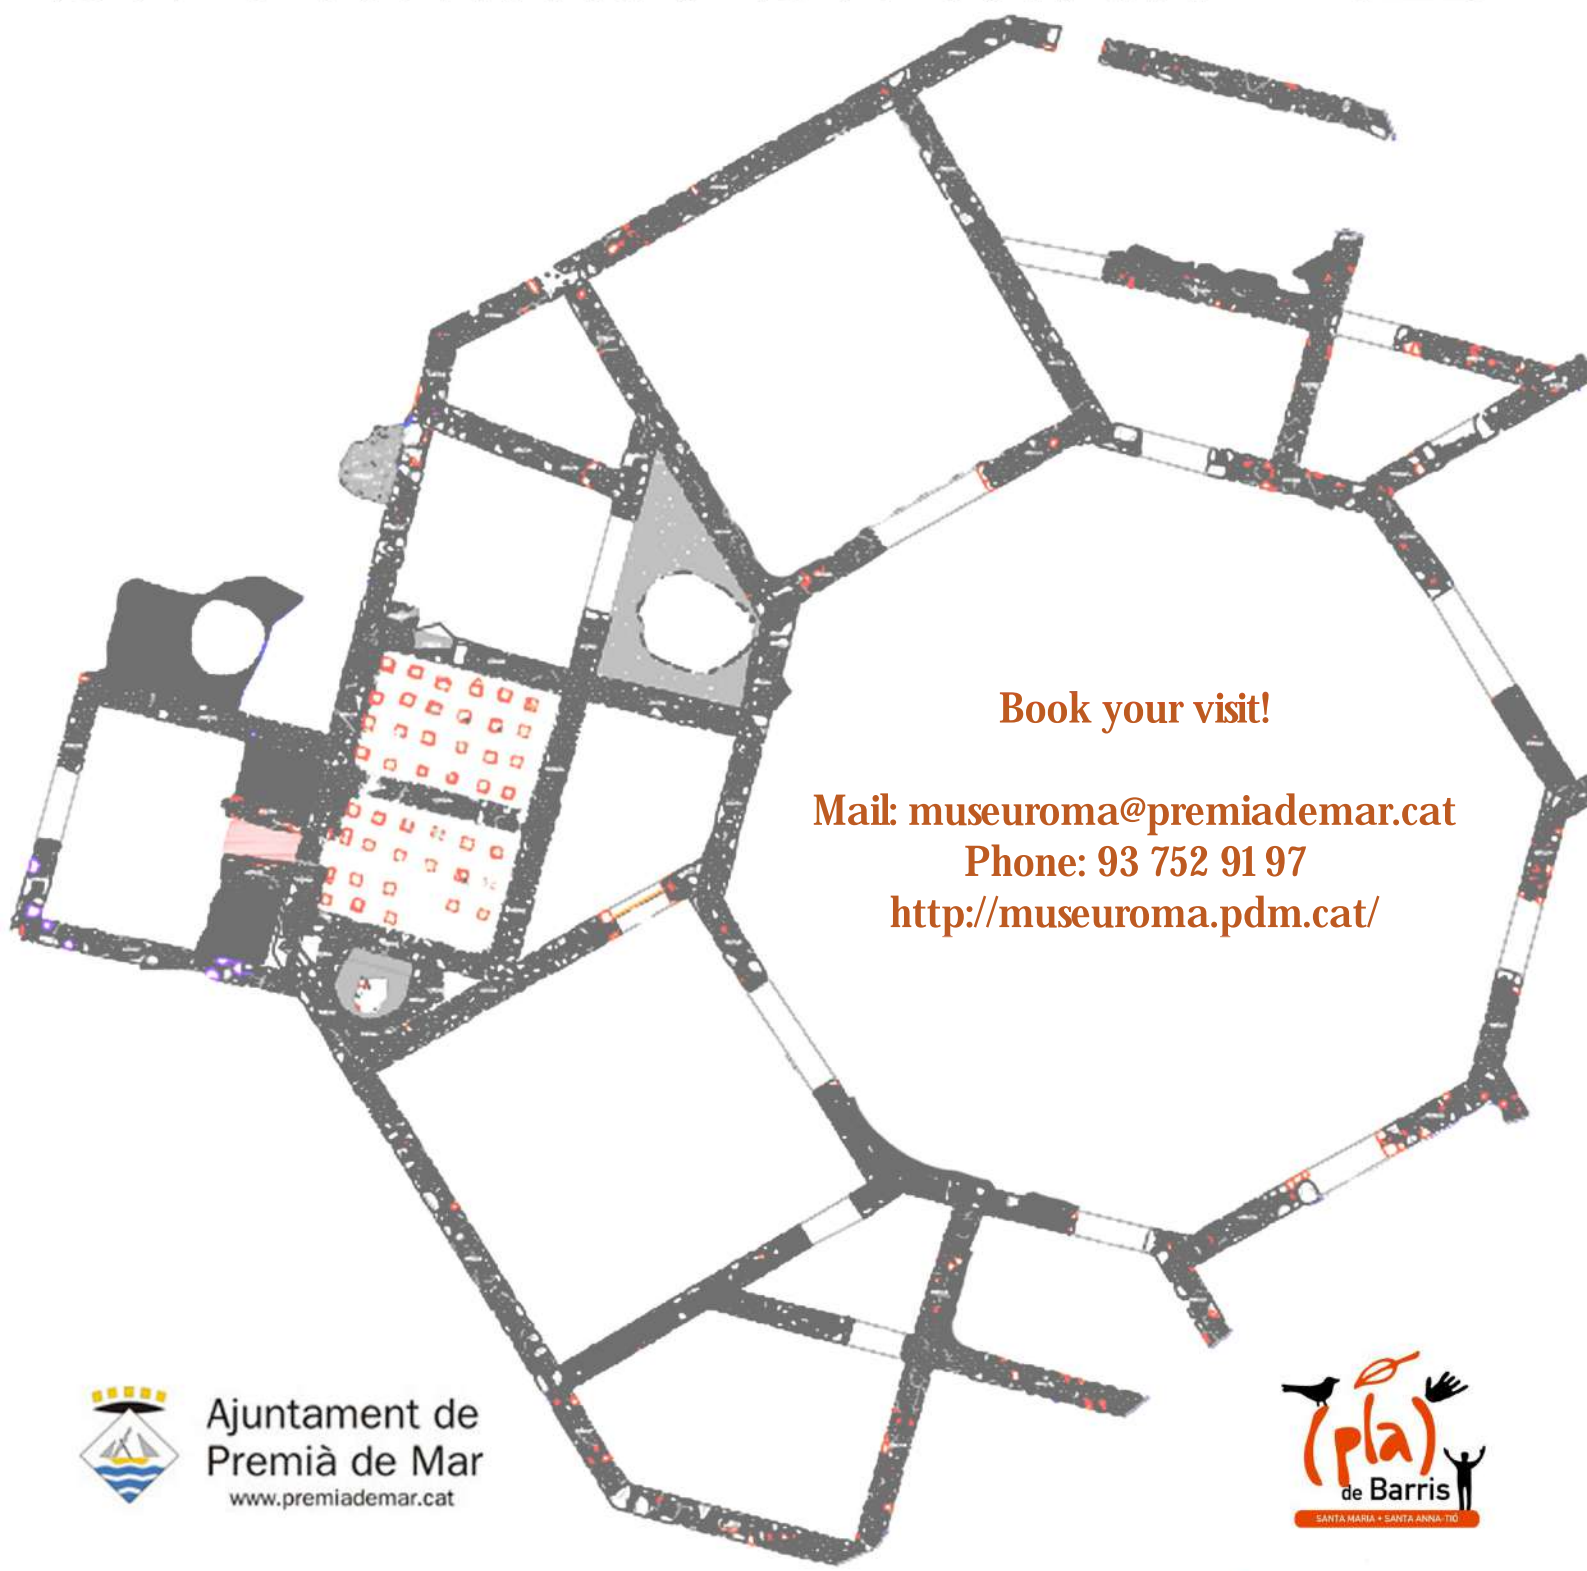 Book your visit!
Mail: museuroma@premiademar.cat
Phone: 93 752 91 97
http://museuroma.pdm.cat/
Ajuntament de
Premià de Mar
www.premiademar.cat
(pla)
de Barris
SANTA MARIA + SANTA ANNA-TIÓ